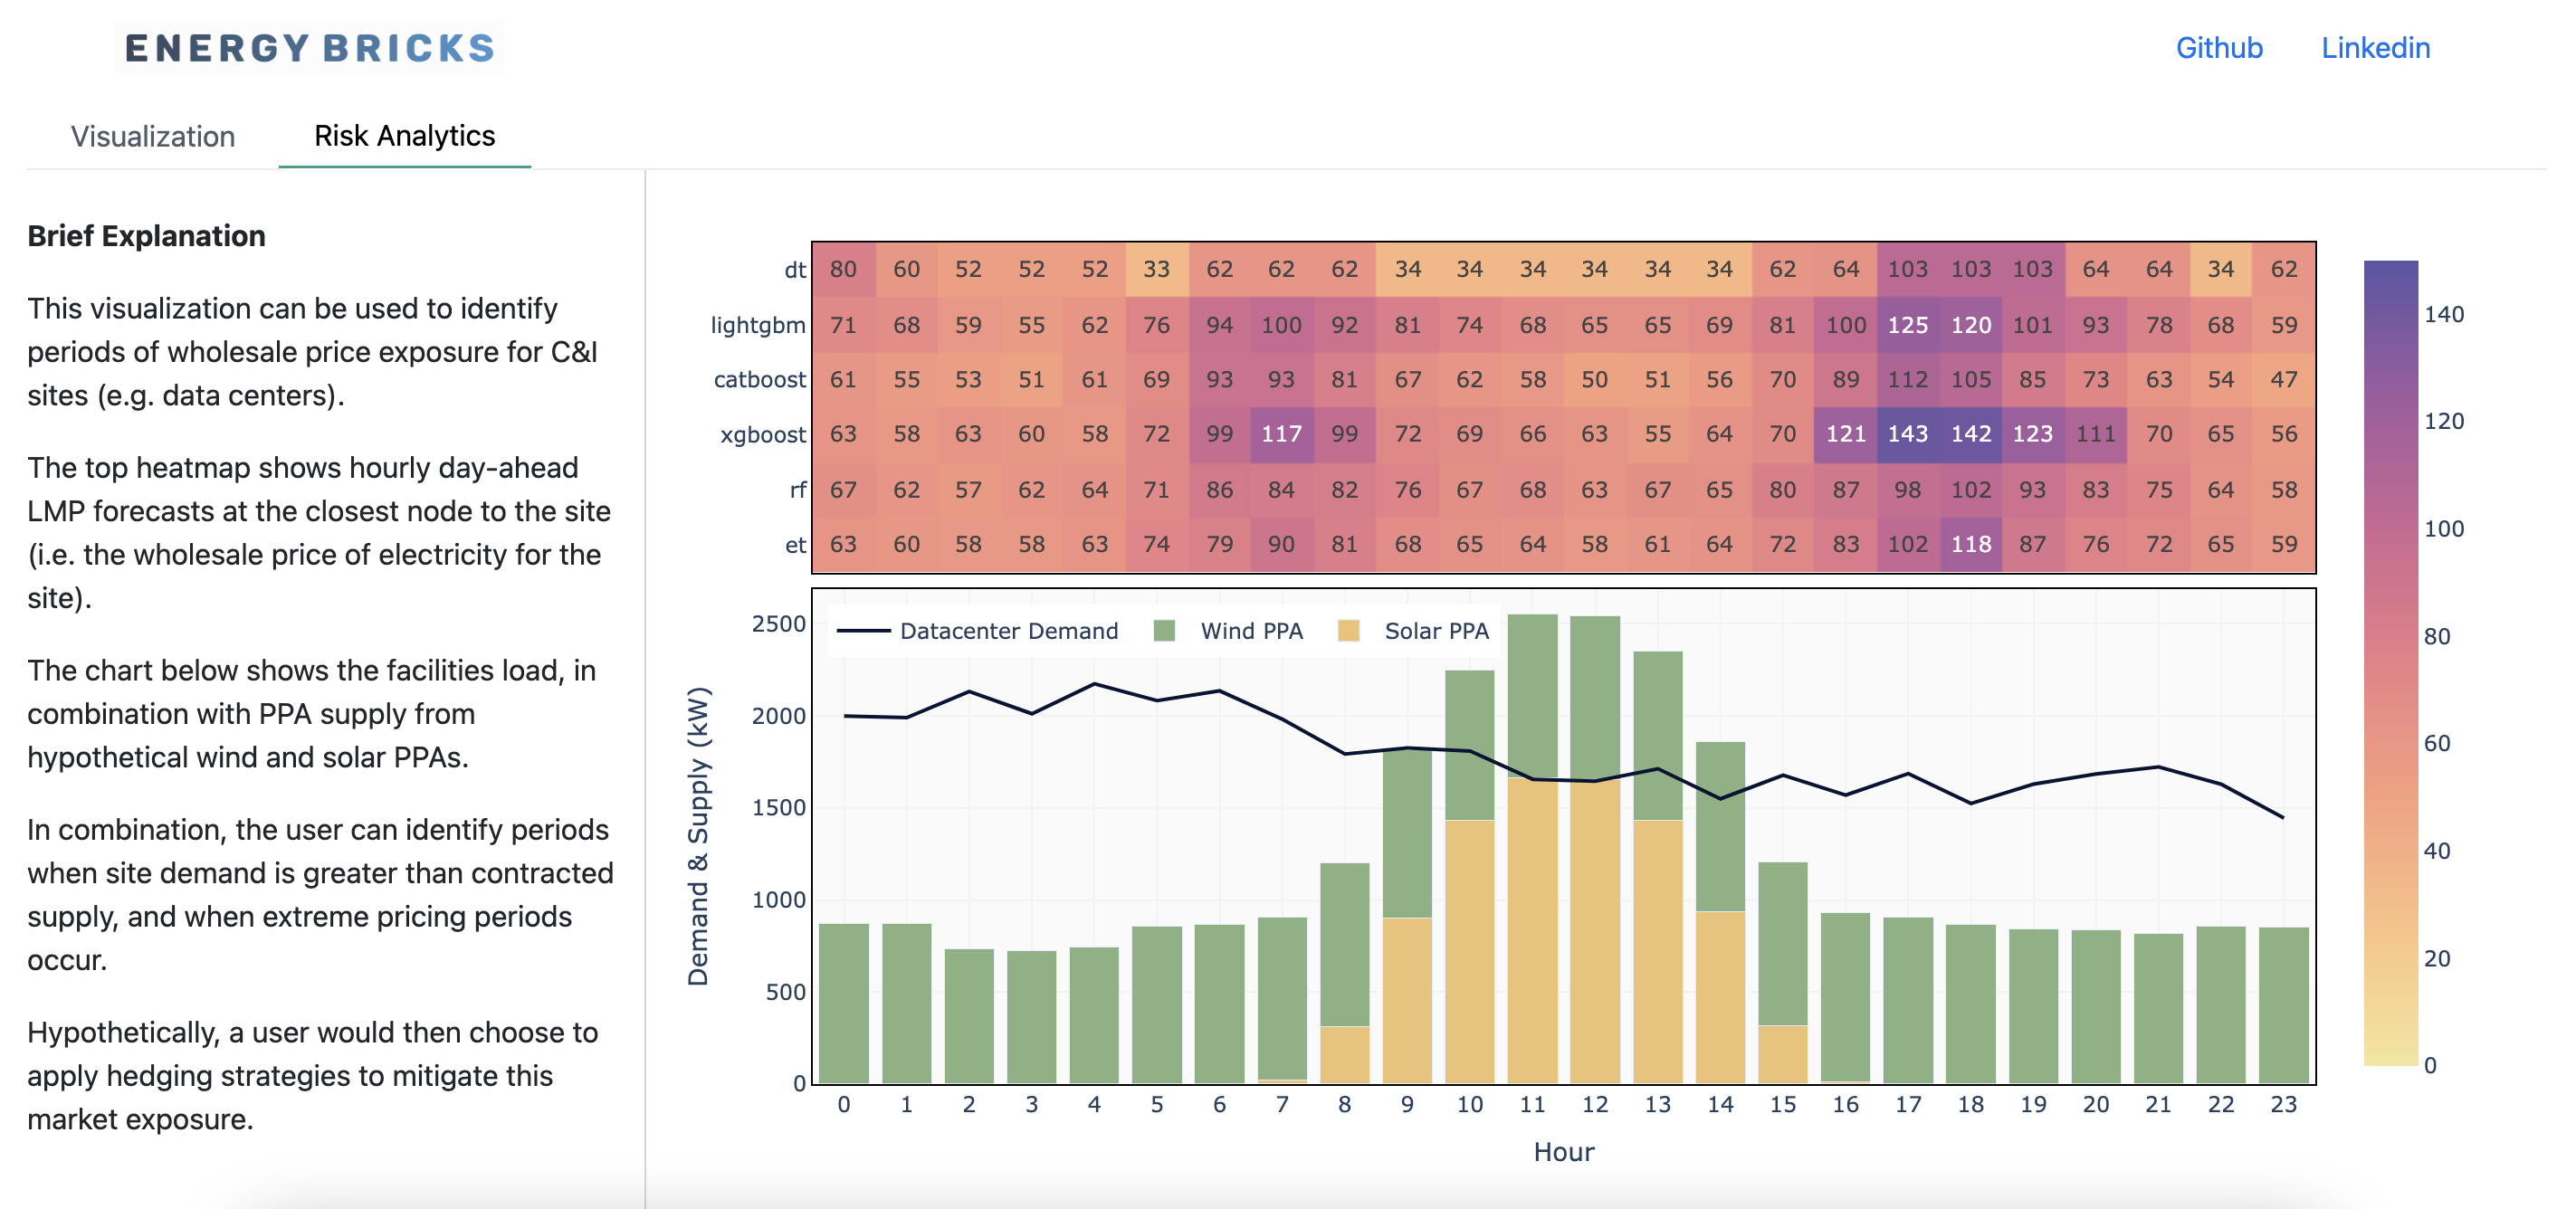 ENERGY BRICKS
Github
Linkedin
Visualization
Risk Analytics
Brief Explanation
This visualization can be used to identify
periods of wholesale price exposure for C&I
sites (e.g. data centers).
The top heatmap shows hourly day-ahead
LMP forecasts at the closest node to the site
(i.e. the wholesale price of electricity for the
site).
The chart below shows the facilities load, in
combination with PPA supply from
hypothetical wind and solar PPAs.
In combination, the user can identify periods
when site demand is greater than contracted
supply, and when extreme pricing periods
occur.
Hypothetically, a user would then choose to
apply hedging strategies to mitigate this
market exposure.
dt 80 60 52 52 52 33 62 62 62 34 34 34 34 34 34 62 64 103 103 103 64 64 34 62
lightgbm 71 68 59 55 62 76 94 100 92 81 74 68 65 65 69 81 100 125 120 101 93 78 68 59
catboost 61 55 53 51 61 69 93 93 81 67 62 58 50 51 56 70 89 112 105 85 73 63 54 47
xgboost 63 58 63 60 58 72 99 117 99 72 69 66 63 55 64 70 121 143 142 123 111 70 65 56
rf 67 62 57 62 64 71 86 84 82 76 67 68 63 67 65 80 87 98 102 93 83 75 64 58
et 63 60 58 58 63 74 79 90 81 68 65 64 58 61 64 72 83 102 118 87 76 72 65 59
140
120
100
80
60
40
20
0
Datacenter Demand
Wind PPA
Solar PPA
Demand & Supply (kW)
2500
2000
1500
1000
500
0
0 1 2 3 4 5 6 7 8 9 10 11 12 13 14 15 16 17 18 19 20 21 22 23
Hour